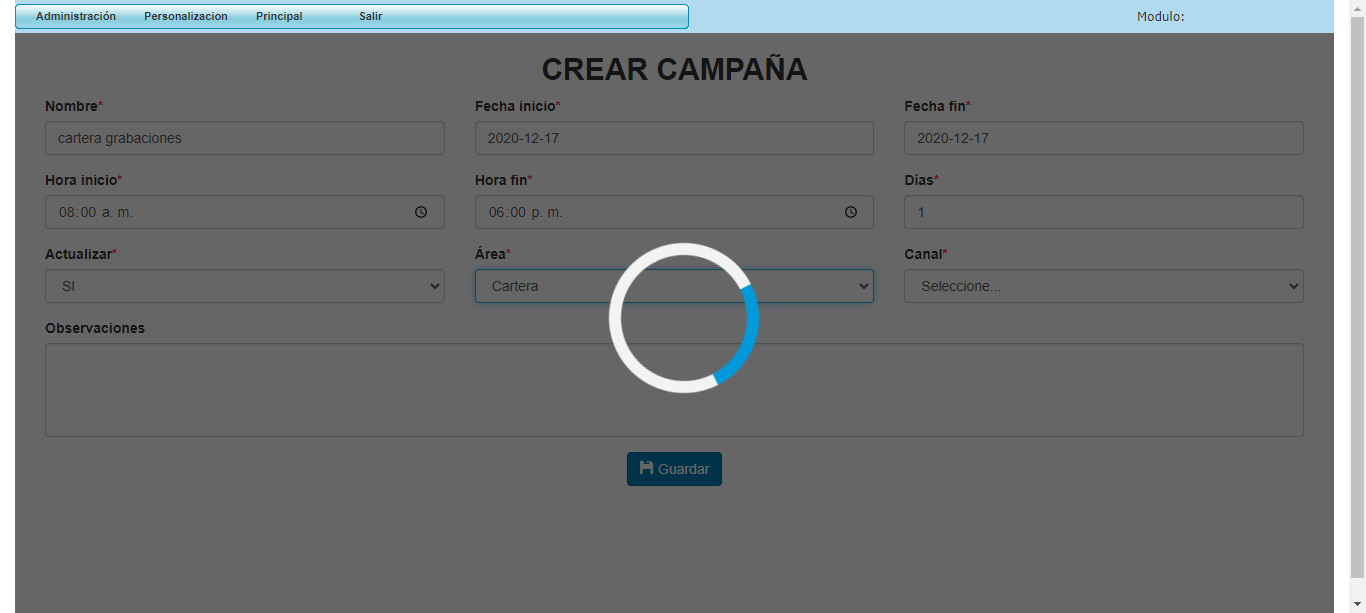 Administración Personalizacion Principal Salir Modulo:
CREAR CAMPAÑA
Nombre* Fecha inicio* Fecha fin*
cartera grabaciones 2020-12-17 2020-12-17
Hora inicio* Hora fin* Días*
08:00 a. m. 06:00 p. m. 1
Actualizar* Área* Canal*
SI Cartera Seleccione...
Observaciones
Guardar